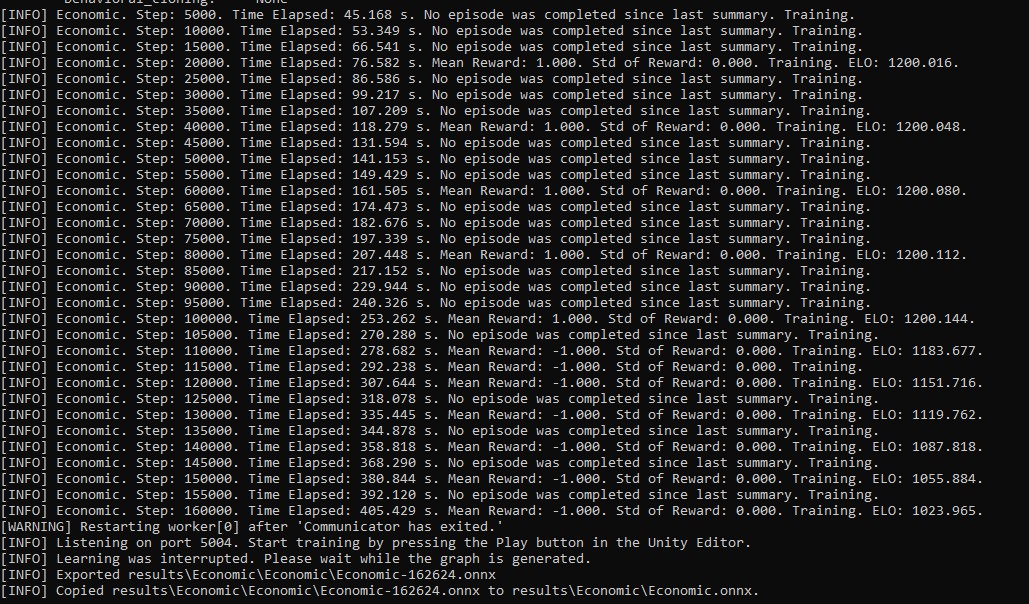 Behavioral_cloning: None
[INFO] Economic. Step: 5000. Time Elapsed: 45.168 s. No episode was completed since last summary. Training.
[INFO] Economic. Step: 10000. Time Elapsed: 53.349 s. No episode was completed since last summary. Training.
[INFO] Economic. Step: 15000. Time Elapsed: 66.541 s. No episode was completed since last summary. Training.
[INFO] Economic. Step: 20000. Time Elapsed: 76.582 s. Mean Reward: 1.000. Std of Reward: 0.000. Training. ELO: 1200.016.
[INFO] Economic. Step: 25000. Time Elapsed: 86.586 s. No episode was completed since last summary. Training.
[INFO] Economic. Step: 30000. Time Elapsed: 99.217 s. No episode was completed since last summary. Training.
[INFO] Economic. Step: 35000. Time Elapsed: 107.209 s. No episode was completed since last summary. Training.
[INFO] Economic. Step: 40000. Time Elapsed: 118.279 s. Mean Reward: 1.000. Std of Reward: 0.000. Training. ELO: 1200.048.
[INFO] Economic. Step: 45000. Time Elapsed: 131.594 s. No episode was completed since last summary. Training.
[INFO] Economic. Step: 50000. Time Elapsed: 141.153 s. No episode was completed since last summary. Training.
[INFO] Economic. Step: 55000. Time Elapsed: 149.429 s. No episode was completed since last summary. Training.
[INFO] Economic. Step: 60000. Time Elapsed: 161.505 s. Mean Reward: 1.000. Std of Reward: 0.000. Training. ELO: 1200.080.
[INFO] Economic. Step: 65000. Time Elapsed: 174.473 s. No episode was completed since last summary. Training.
[INFO] Economic. Step: 70000. Time Elapsed: 182.676 s. No episode was completed since last summary. Training.
[INFO] Economic. Step: 75000. Time Elapsed: 197.339 s. No episode was completed since last summary. Training.
[INFO] Economic. Step: 80000. Time Elapsed: 207.448 s. Mean Reward: 1.000. Std of Reward: 0.000. Training. ELO: 1200.112.
[INFO] Economic. Step: 85000. Time Elapsed: 217.152 s. No episode was completed since last summary. Training.
[INFO] Economic. Step: 90000. Time Elapsed: 229.944 s. No episode was completed since last summary. Training.
[INFO] Economic. Step: 95000. Time Elapsed: 240.326 s. No episode was completed since last summary. Training.
[INFO] Economic. Step: 100000. Time Elapsed: 253.262 s. Mean Reward: 1.000. Std of Reward: 0.000. Training. ELO: 1200.144.
[INFO] Economic. Step: 105000. Time Elapsed: 270.280 s. No episode was completed since last summary. Training.
[INFO] Economic. Step: 110000. Time Elapsed: 278.682 s. Mean Reward: -1.000. Std of Reward: 0.000. Training. ELO: 1183.677.
[INFO] Economic. Step: 115000. Time Elapsed: 292.238 s. Mean Reward: -1.000. Std of Reward: 0.000. Training.
[INFO] Economic. Step: 120000. Time Elapsed: 307.644 s. Mean Reward: -1.000. Std of Reward: 0.000. Training. ELO: 1151.716.
[INFO] Economic. Step: 125000. Time Elapsed: 318.078 s. No episode was completed since last summary. Training.
[INFO] Economic. Step: 130000. Time Elapsed: 335.445 s. Mean Reward: -1.000. Std of Reward: 0.000. Training. ELO: 1119.762.
[INFO] Economic. Step: 135000. Time Elapsed: 344.878 s. No episode was completed since last summary. Training.
[INFO] Economic. Step: 140000. Time Elapsed: 358.818 s. Mean Reward: -1.000. Std of Reward: 0.000. Training. ELO: 1087.818.
[INFO] Economic. Step: 145000. Time Elapsed: 368.290 s. No episode was completed since last summary. Training.
[INFO] Economic. Step: 150000. Time Elapsed: 380.844 s. Mean Reward: -1.000. Std of Reward: 0.000. Training. ELO: 1055.884.
[INFO] Economic. Step: 155000. Time Elapsed: 392.120 s. No episode was completed since last summary. Training.
[INFO] Economic. Step: 160000. Time Elapsed: 405.429 s. Mean Reward: -1.000. Std of Reward: 0.000. Training. ELO: 1023.965.
[WARNING] Restarting worker[0] after 'Communicator has exited.'
[INFO] Listening on port 5004. Start training by pressing the Play button in the Unity Editor.
[INFO] Learning was interrupted. Please wait while the graph is generated.
[INFO] Exported results\Economic\Economic\Economic-162624.onnx
[INFO] Copied results\Economic\Economic\Economic-162624.onnx to results\Economic\Economic.onnx.